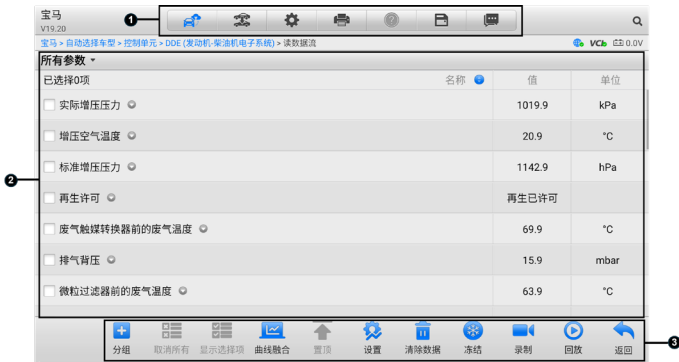 宝马
V19.20
❶
宝马 > 自动选择车型 > 控制单元 > DDE (发动机-柴油机电子系统) > 读数据流
VCI 0.0V
所有参数
已选择0项 名称 值 单位
实际增压压力 1019.9 kPa
增压空气温度 20.9 °C
标准增压压力 1142.9 hPa
❷
再生许可 再生已许可
废气触媒转换器前的废气温度 69.9 °C
排气背压 15.9 mbar
微粒过滤器前的废气温度 63.9 °C
分组 取消所有 显示选择项 曲线融合 置顶 设置 清除数据 冻结 录制 回放 返回
❸